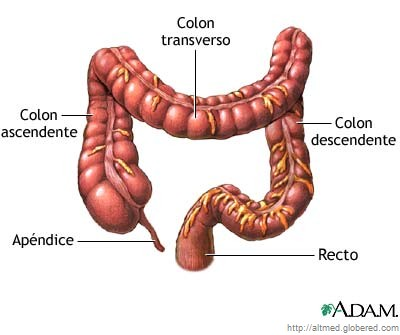 Colon
transverso
Colon
ascendente
Colon
descendente
Apéndice
Recto
A.D.A.M.
http://altmed.globered.com